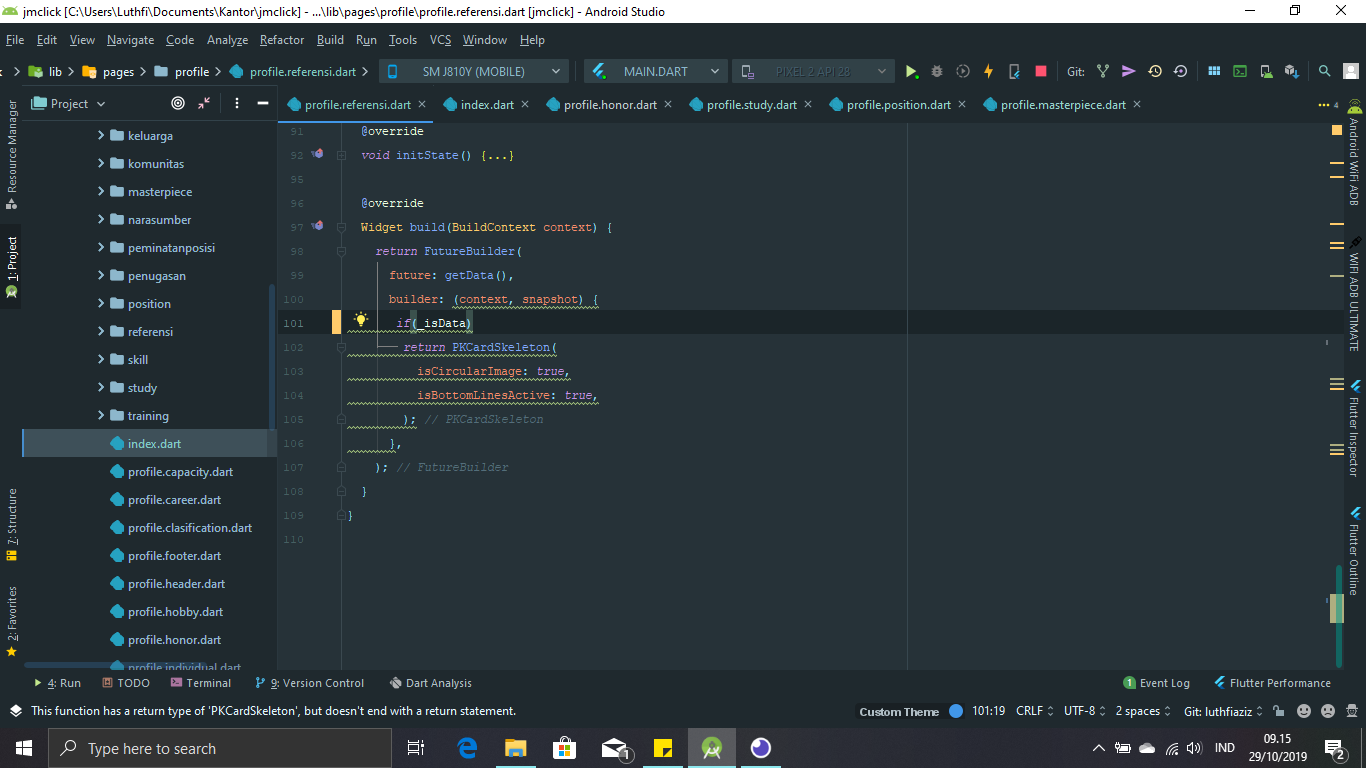 jmclick [C:\Users\Luthfi\Documents\Kantor\jmclick] - ...\lib\pages\profile\profile.referensi.dart [jmclick] - Android Studio
File Edit View Navigate Code Analyze Refactor Build Run Tools VCS Window Help
lib pages profile profile.referensi.dart SM J810Y (MOBILE) MAIN.DART PIXEL 2 API 28 Git:
Project
profile.referensi.dart index.dart profile.honor.dart profile.study.dart profile.position.dart profile.masterpiece.dart 4
Resource Manager
1: Project
7: Structure
2: Favorites
keluarga
komunitas
masterpiece
narasumber
peminatanposisi
penugasan
position
referensi
skill
study
training
index.dart
profile.capacity.dart
profile.career.dart
profile.clasification.dart
profile.footer.dart
profile.header.dart
profile.hobby.dart
profile.honor.dart
profile.individual.dart
91 @override
92 void initState() {...}
95
96 @override
97 Widget build(BuildContext context) {
98 return FutureBuilder(
99 future: getData(),
100 builder: (context, snapshot) {
101 if(_isData)
102 return PKCardSkeleton(
103 isCircularImage: true,
104 isBottomLinesActive: true,
105 ); // PKCardSkeleton
106 },
107 ); // FutureBuilder
108 }
109 }
110
Android WiFi ADB
WIFI ADB ULTIMATE
Flutter Inspector
Flutter Outline
4: Run TODO Terminal 9: Version Control Dart Analysis 1 Event Log Flutter Performance
This function has a return type of 'PKCardSkeleton', but doesn't end with a return statement. Custom Theme 101:19 CRLF UTF-8 2 spaces Git: luthfiaziz
Type here to search 1 IND 09.15 29/10/2019 2